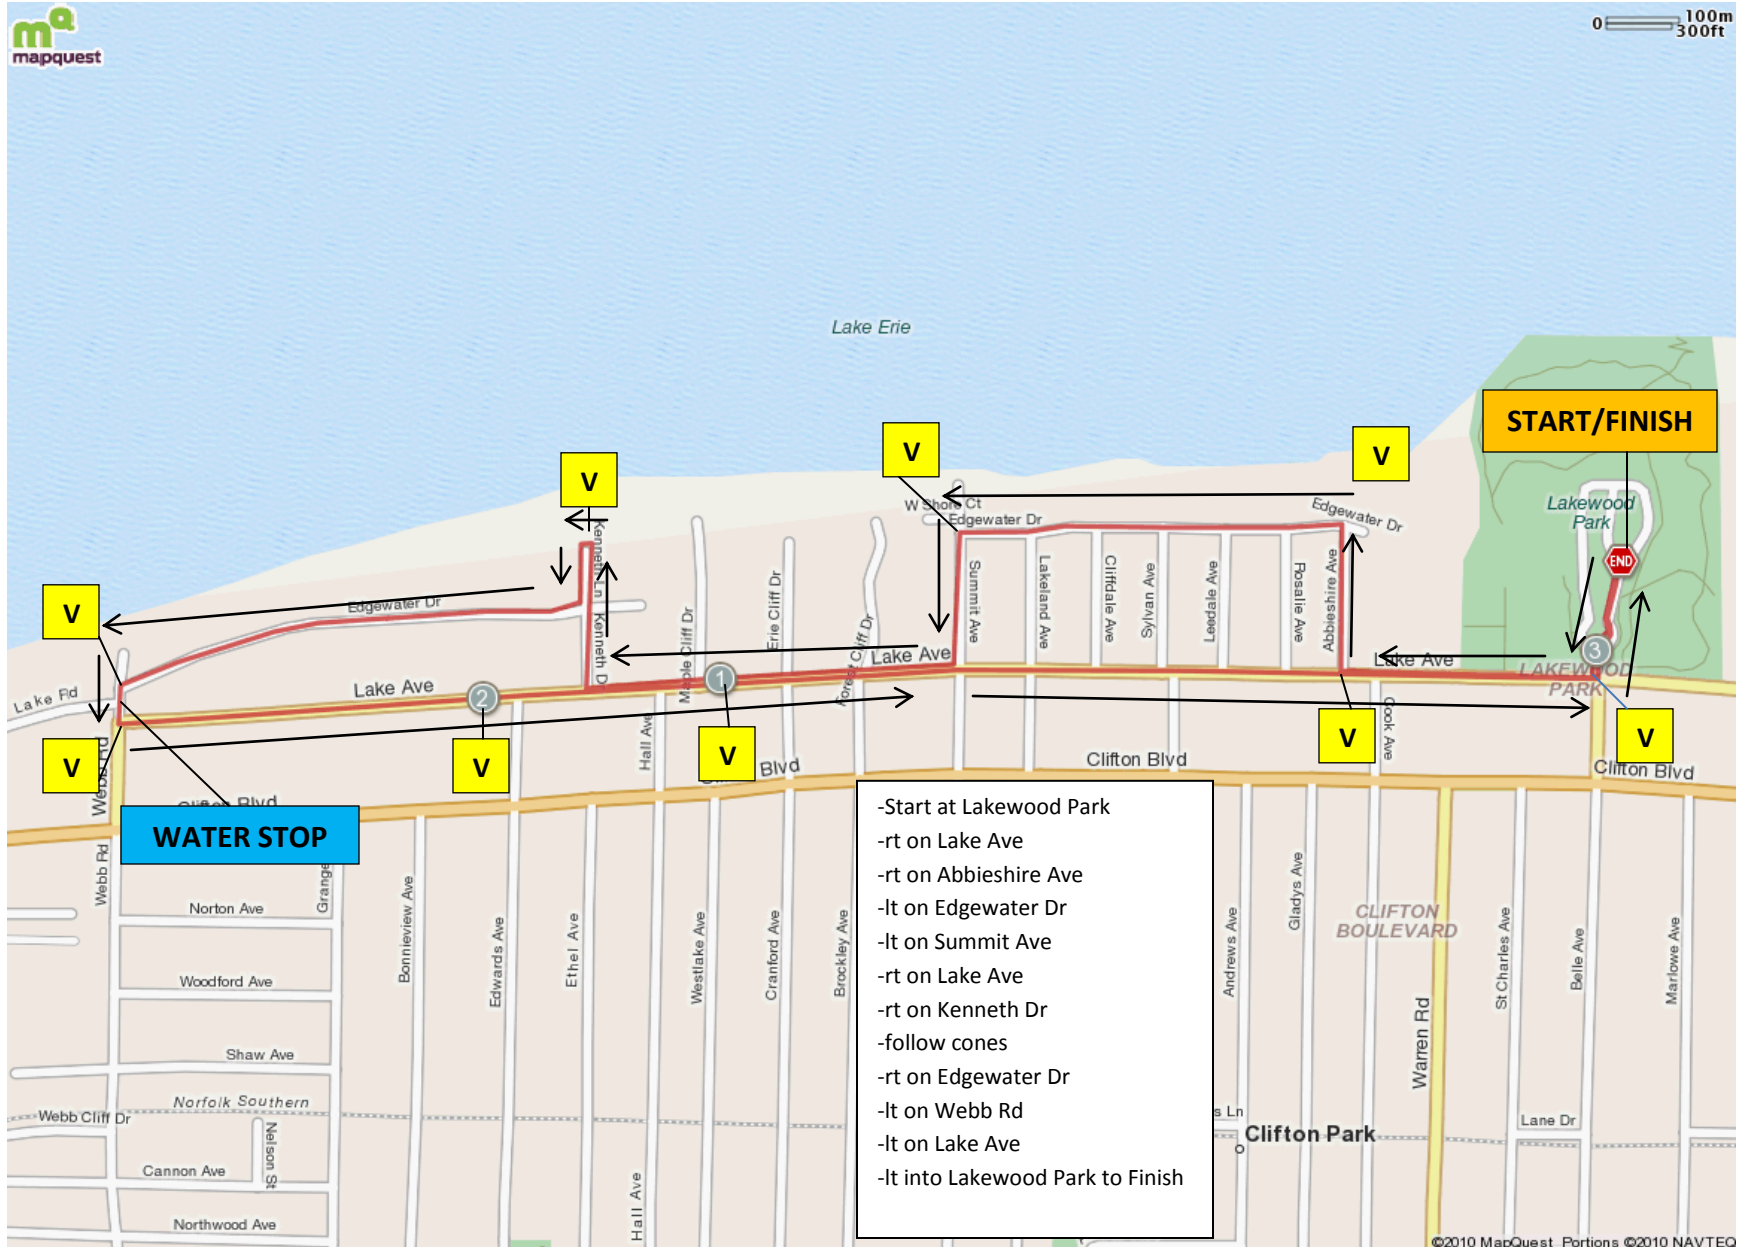 mapquest
0 100m
300ft
Lake Erie
START/FINISH
V
V
V
V
Lakewood
Park
END
W Shore Ct
Edgewater Dr
Edgewater Dr
Kenneth Ln
Kenneth Dr
Edgewater Dr
Maple Cliff Dr
Erie Cliff Dr
Forest Cliff Dr
Summit Ave
Lakeland Ave
Cliffdale Ave
Sylvan Ave
Leedale Ave
Rosalie Ave
Abbieshire Ave
Lake Ave
Lake Ave
Lake Ave
Lake Rd
1
2
3
LAKEWOOD
PARK
V
V
V
V
V
Webb Rd
Hall Ave
Cook Ave
Clifton Blvd
Blvd
Clifton Blvd
Clifton Blvd
WATER STOP
-Start at Lakewood Park
-rt on Lake Ave
-rt on Abbieshire Ave
-lt on Edgewater Dr
-lt on Summit Ave
-rt on Lake Ave
-rt on Kenneth Dr
-follow cones
-rt on Edgewater Dr
-lt on Webb Rd
-lt on Lake Ave
-lt into Lakewood Park to Finish
Webb Rd
Norton Ave
Woodford Ave
Shaw Ave
Norfolk Southern
Webb Cliff Dr
Nelson St
Cannon Ave
Northwood Ave
Grange
Bonnieview Ave
Edwards Ave
Ethel Ave
Hall Ave
Westlake Ave
Cranford Ave
Brockley Ave
Andrews Ave
Gladys Ave
CLIFTON
BOULEVARD
Warren Rd
St Charles Ave
Belle Ave
Marlowe Ave
s Ln
Clifton Park
Lane Dr
©2010 MapQuest Portions ©2010 NAVTEQ